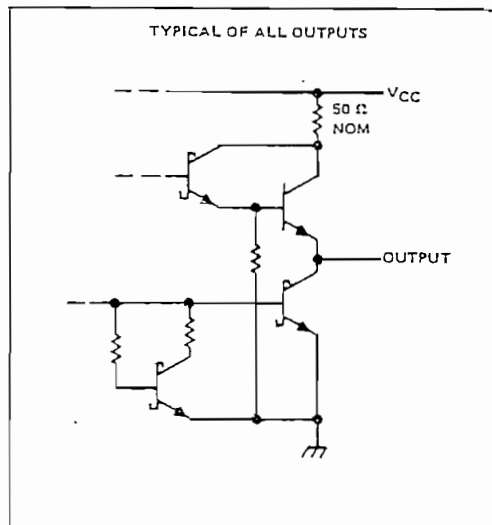 TYPICAL OF ALL OUTPUTS
VCC
50 Ω
NOM
OUTPUT